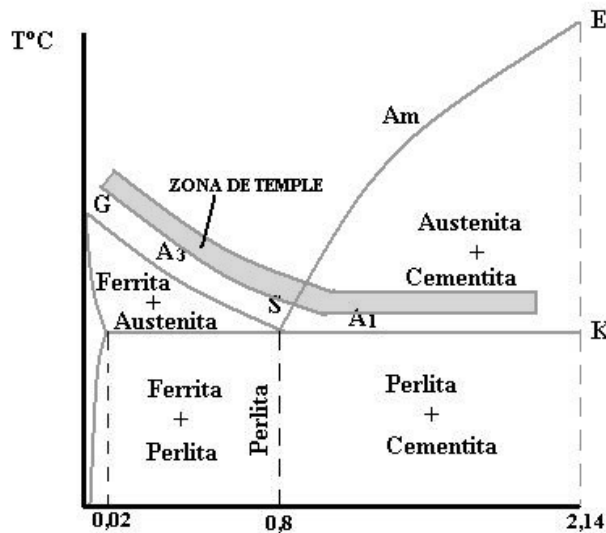 T°C
E
Am
ZONA DE TEMPLE
G
A3
Austenita
+
Cementita
Ferrita
+
Austenita
S
A1
K
Ferrita
+
Perlita
Perlita
Perlita
+
Cementita
0,02
0,8
2,14